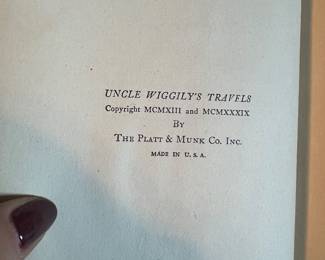 UNCLE WIGGILY'S TRAVELS
Copyright MCMXIII and MCMXXXIX
By
The Platt & Munk Co. Inc.
MADE IN U. S. A.